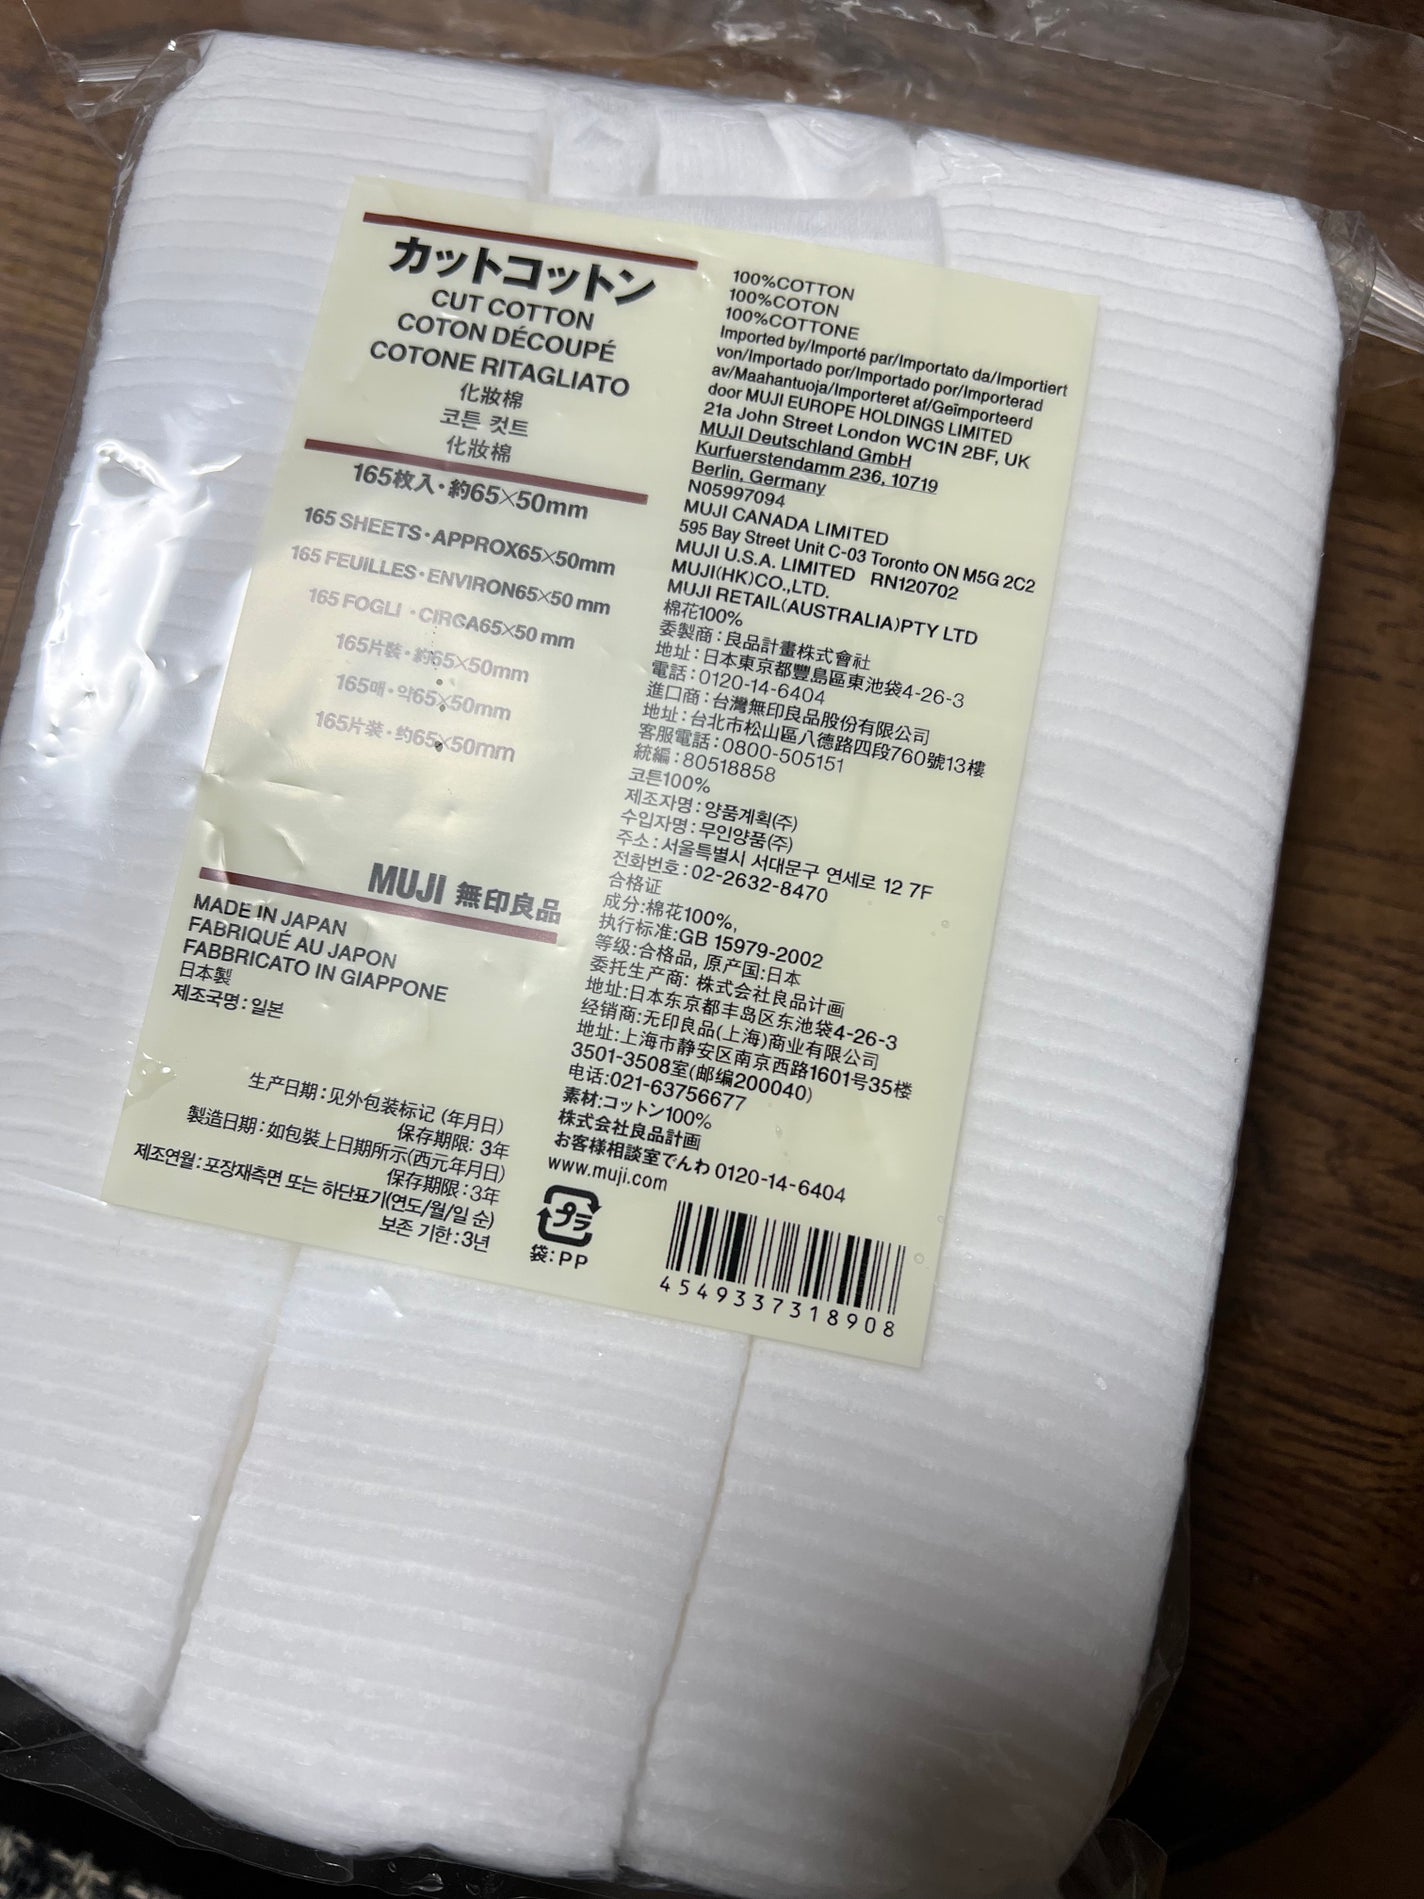 カットコットン
CUT COTTON
COTON DÉCOUPÉ
COTONE RITAGLIATO
化妝棉
코튼 컷트
化妝棉
165枚入・約65×50mm
165 SHEETS・APPROX65×50mm
165 FEUILLES・ENVIRON65×50mm
165 FOGLI・CIRCA65×50mm
165片裝・約65×50mm
165매・약65×50mm
165片装・约65×50mm
MUJI 無印良品
MADE IN JAPAN
FABRIQUÉ AU JAPON
FABBRICATO IN GIAPPONE
日本製
제조국명:일본
生产日期:见外包装标记 (年月日)
保存期限: 3年
製造日期:如包裝上日期所示(西元年月日)
保存期限:3年
제조연월:포장재측면 또는 하단표기(연도/월/일 순)
보존 기한:3년
100%COTTON
100%COTON
100%COTTONE
Imported by/Importé par/Importato da/Importiert
von/Importado por/Importado por/Importerad
av/Maahantuoja/Importeret af/Geïmporteerd
door MUJI EUROPE HOLDINGS LIMITED
21a John Street London WC1N 2BF, UK
MUJI Deutschland GmbH
Kurfuerstendamm 236, 10719
Berlin, Germany
N05997094
MUJI CANADA LIMITED
595 Bay Street Unit C-03 Toronto ON M5G 2C2
MUJI U.S.A. LIMITED RN120702
MUJI(HK)CO.,LTD.
MUJI RETAIL(AUSTRALIA)PTY LTD
棉花100%
委製商:良品計畫株式會社
地址:日本東京都豐島區東池袋4-26-3
電話:0120-14-6404
進口商:台灣無印良品股份有限公司
地址:台北市松山區八德路四段760號13樓
客服電話:0800-505151
統編:80518858
코튼100%
제조자명:양품계획(주)
수입자명:무인양품(주)
주소:서울특별시 서대문구 연세로 12 7F
전화번호:02-2632-8470
合格证
成分:棉花100%,
执行标准:GB 15979-2002
等级:合格品, 原产国:日本
委托生产商: 株式会社良品计画
地址:日本东京都丰岛区东池袋4-26-3
经销商:无印良品(上海)商业有限公司
地址:上海市静安区南京西路1601号35楼
3501-3508室(邮编200040)
电话:021-63756677
素材:コットン100%
株式会社良品計画
お客様相談室でんわ 0120-14-6404
www.muji.com
プラ
袋:PP
4549337318908